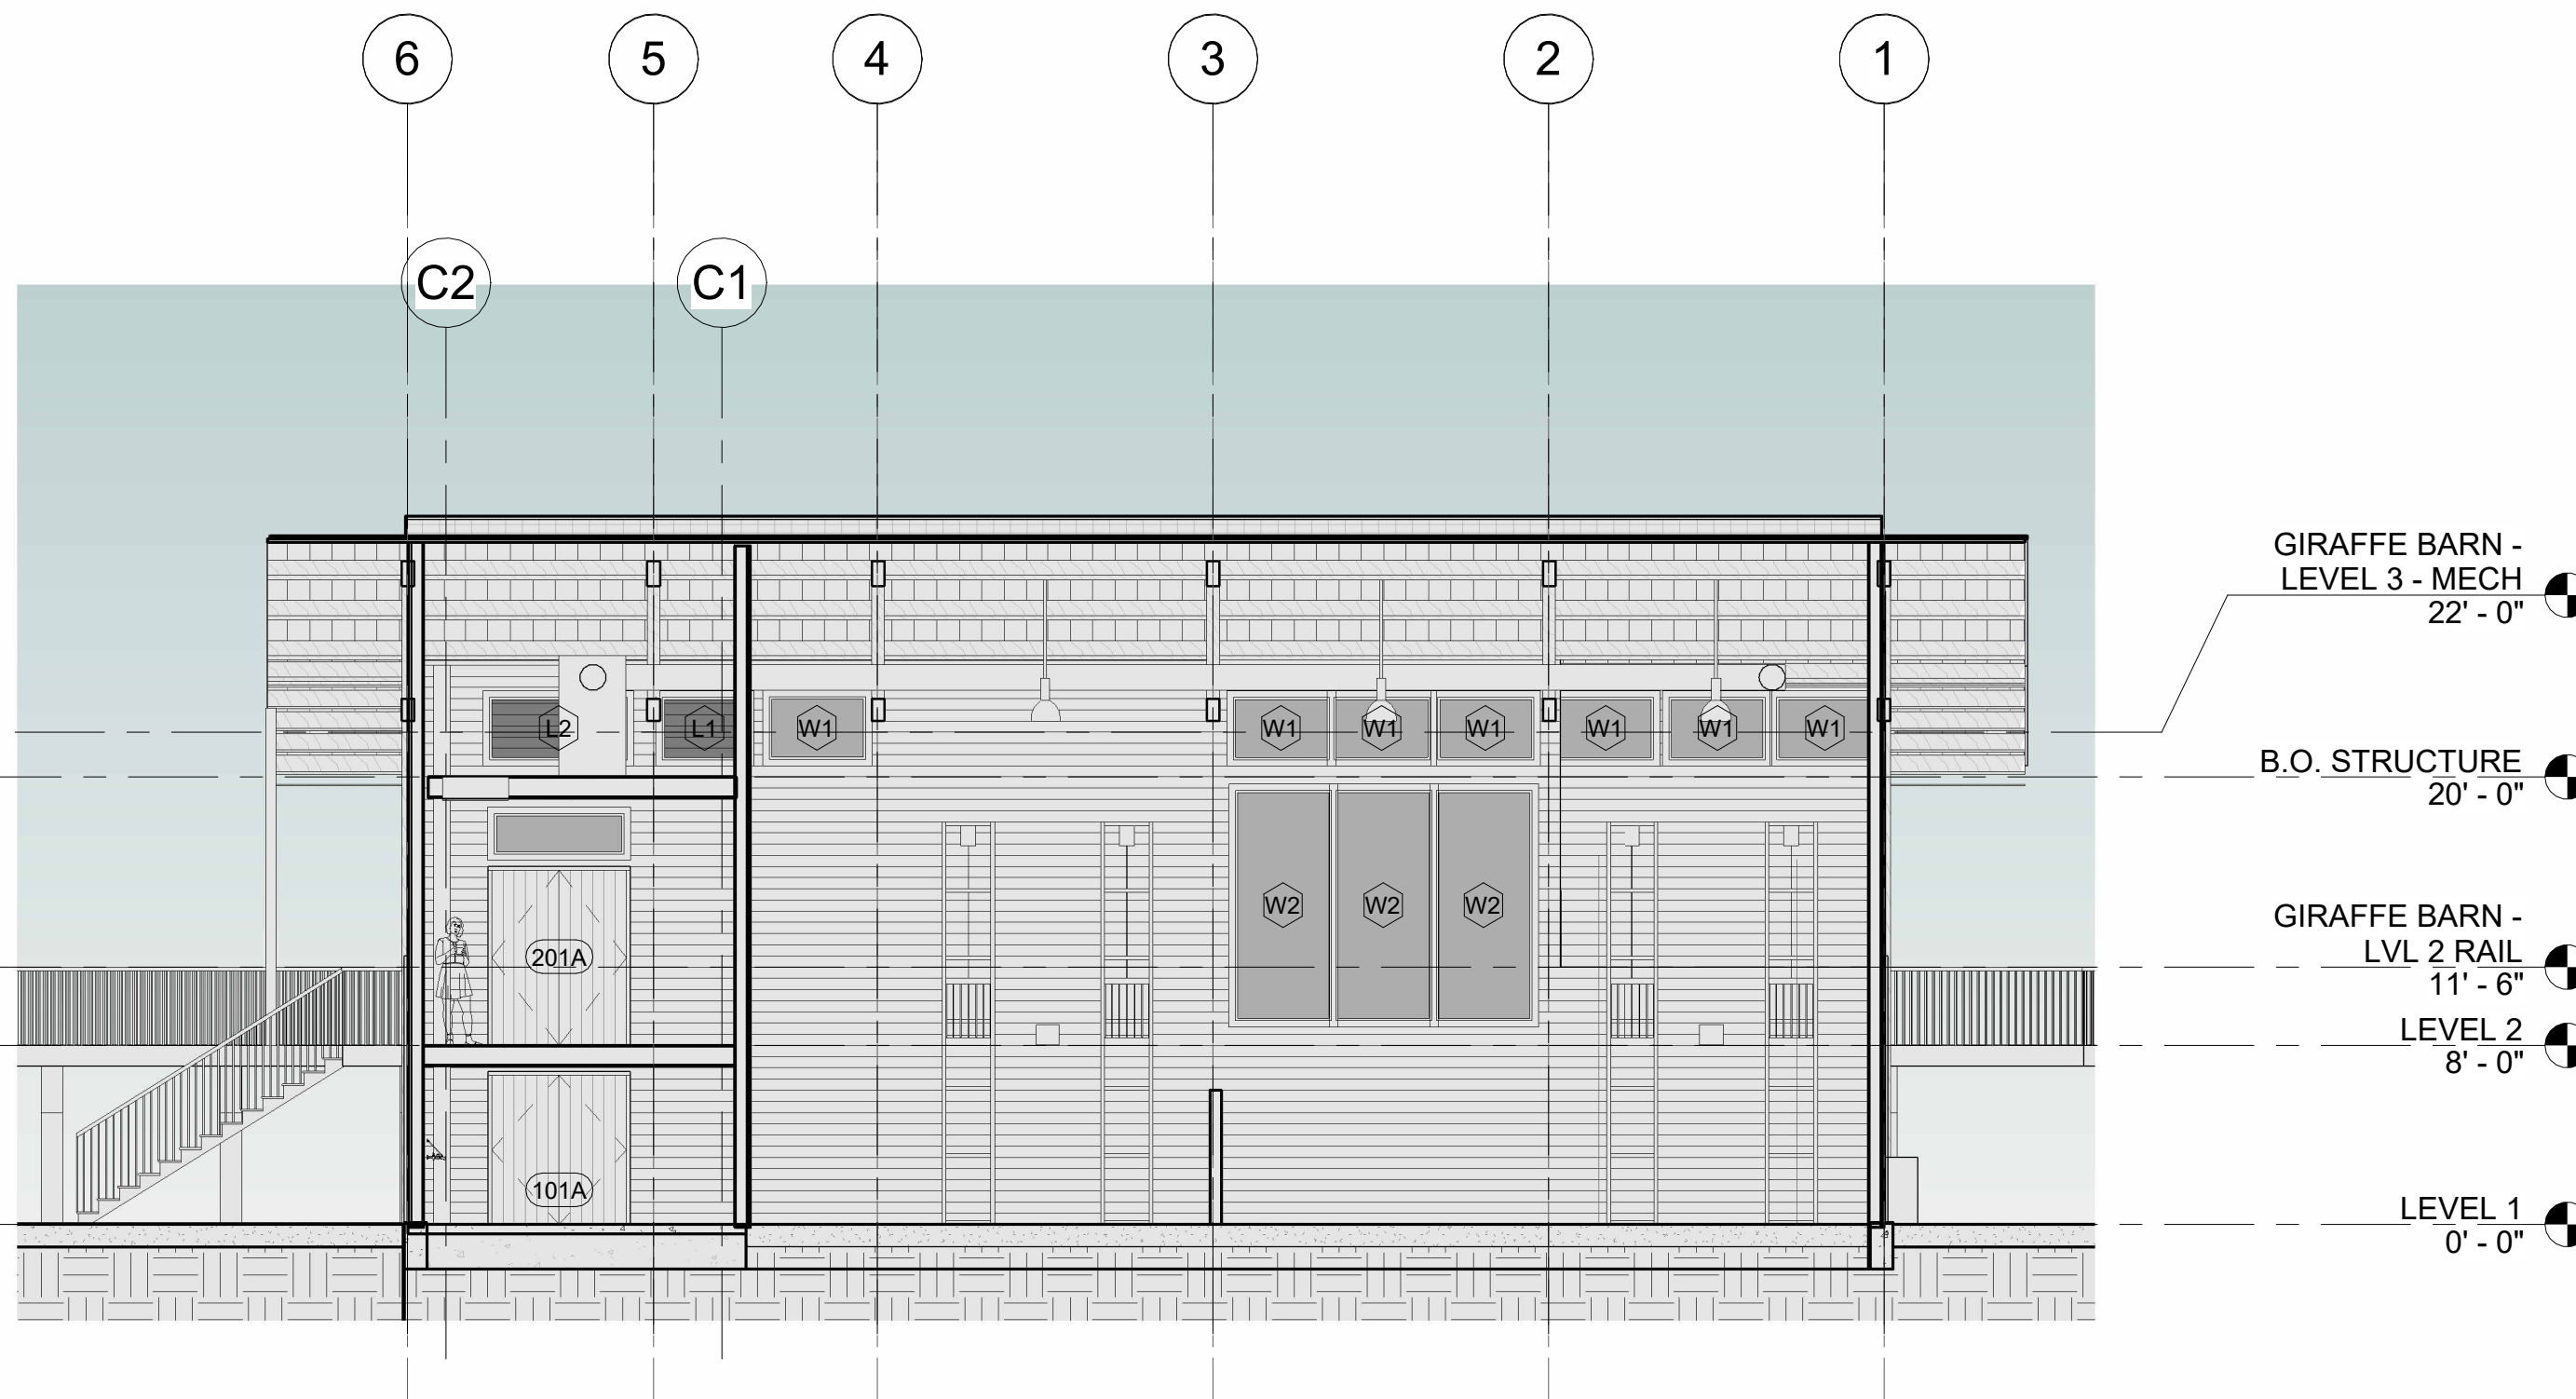 6 5 4 3 2 1
C2 C1
GIRAFFE BARN -
LEVEL 3 - MECH
22' - 0"
L2 L1 W1 W1 W1 W1 W1 W1 W1
B.O. STRUCTURE
20' - 0"
W2 W2 W2
GIRAFFE BARN -
LVL 2 RAIL
11' - 6"
201A
LEVEL 2
8' - 0"
101A
LEVEL 1
0' - 0"